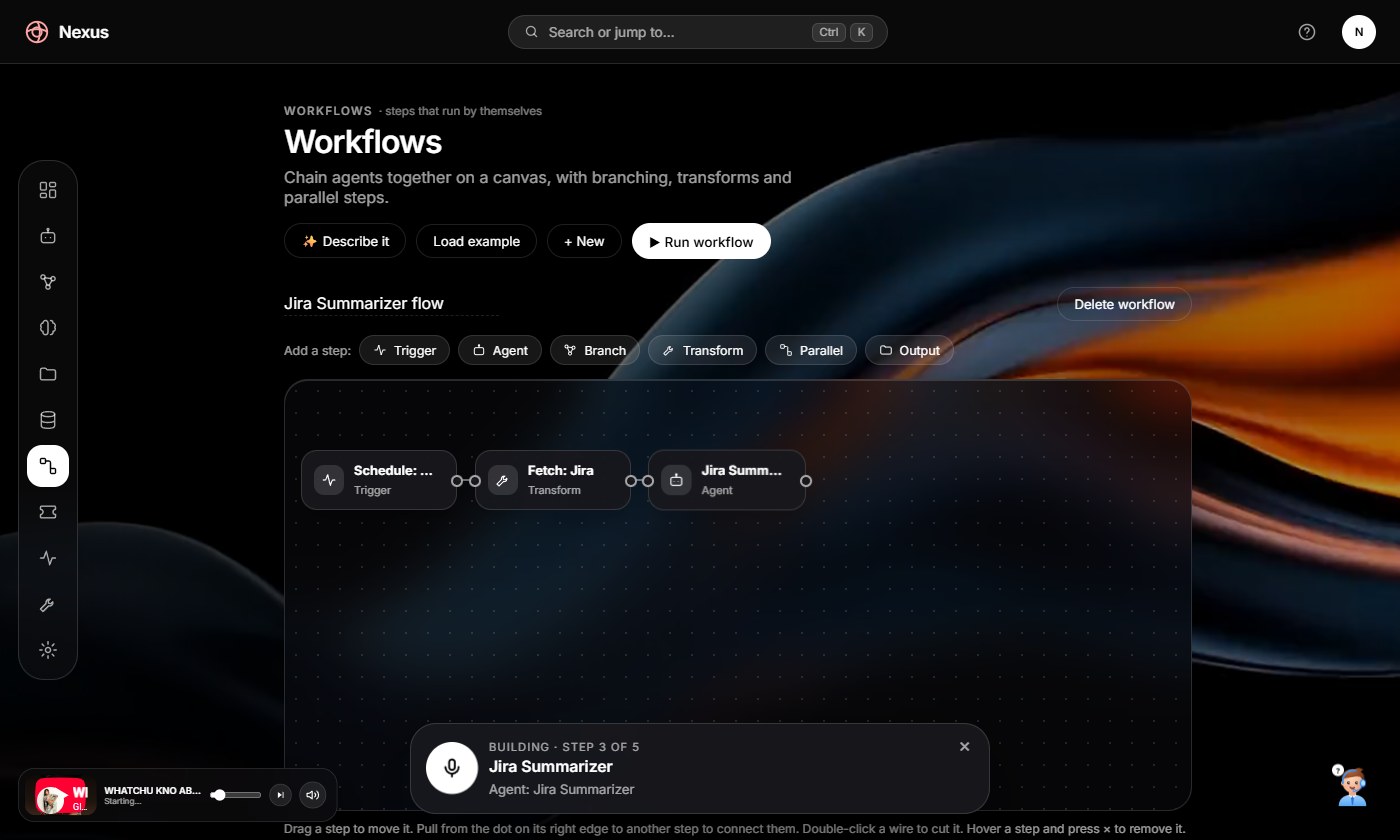 Nexus
Search or jump to...
Ctrl
K
N
WORKFLOWS · steps that run by themselves
Workflows
Chain agents together on a canvas, with branching, transforms and
parallel steps.
✨ Describe it
Load example
+ New
▶ Run workflow
Jira Summarizer flow
Delete workflow
Add a step:
Trigger
Agent
Branch
Transform
Parallel
Output
Schedule: ...
Trigger
Fetch: Jira
Transform
Jira Summ...
Agent
BUILDING · STEP 3 OF 5
Jira Summarizer
Agent: Jira Summarizer
WHATCHU KNO AB...
Starting...
Drag a step to move it. Pull from the dot on its right edge to another step to connect them. Double-click a wire to cut it. Hover a step and press × to remove it.